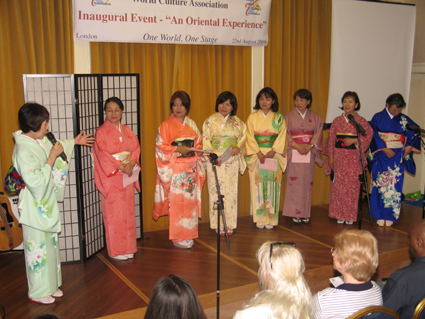 World Culture Association
Inaugural Event - "An Oriental Experience"
One World, One Stage
London
22nd August 2008